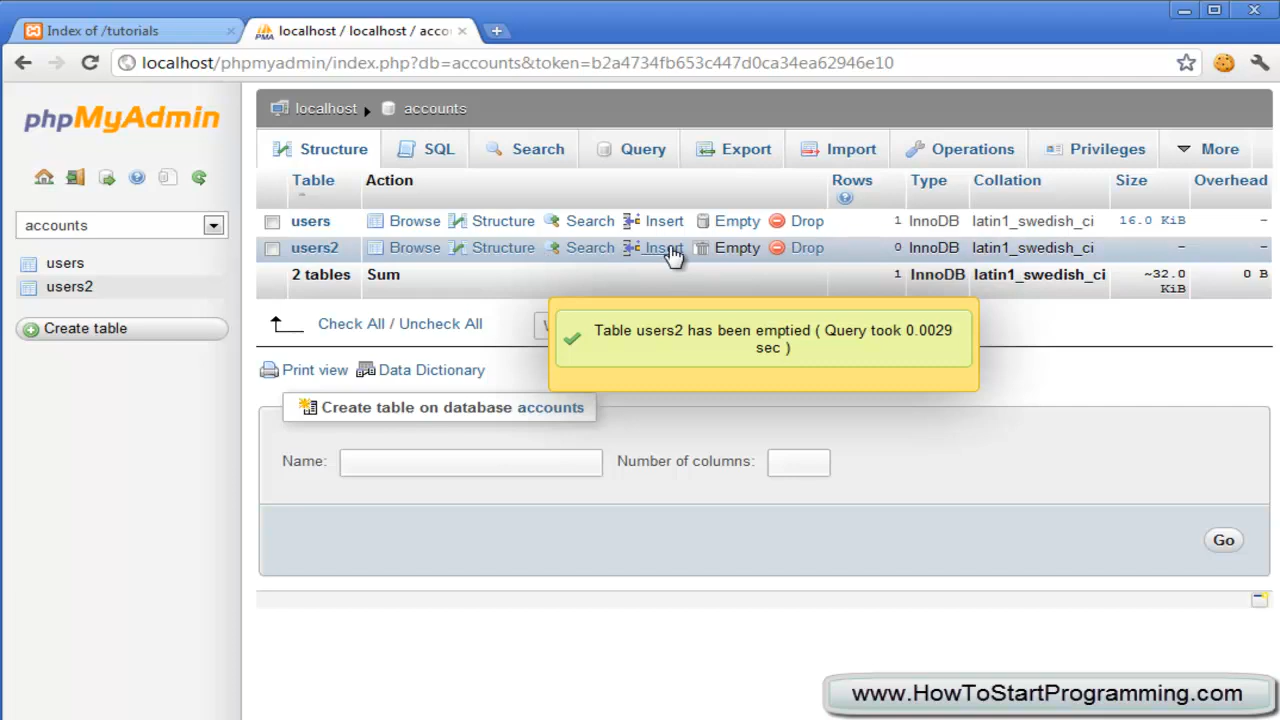 Index of /tutorials
localhost / localhost / acco
localhost/phpmyadmin/index.php?db=accounts&token=b2a4734fb653c447d0ca34ea62946e10
phpMyAdmin
accounts
users
users2
Create table
localhost accounts
Structure SQL Search Query Export Import Operations Privileges More
Table Action Rows Type Collation Size Overhead
users Browse Structure Search Insert Empty Drop 1 InnoDB latin1_swedish_ci 16.0 KiB -
users2 Browse Structure Search Insert Empty Drop 0 InnoDB latin1_swedish_ci - -
2 tables Sum 1 InnoDB latin1_swedish_ci ~32.0 KiB 0 B
Check All / Uncheck All
Table users2 has been emptied ( Query took 0.0029
sec )
Print view Data Dictionary
Create table on database accounts
Name: Number of columns:
Go
www.HowToStartProgramming.com